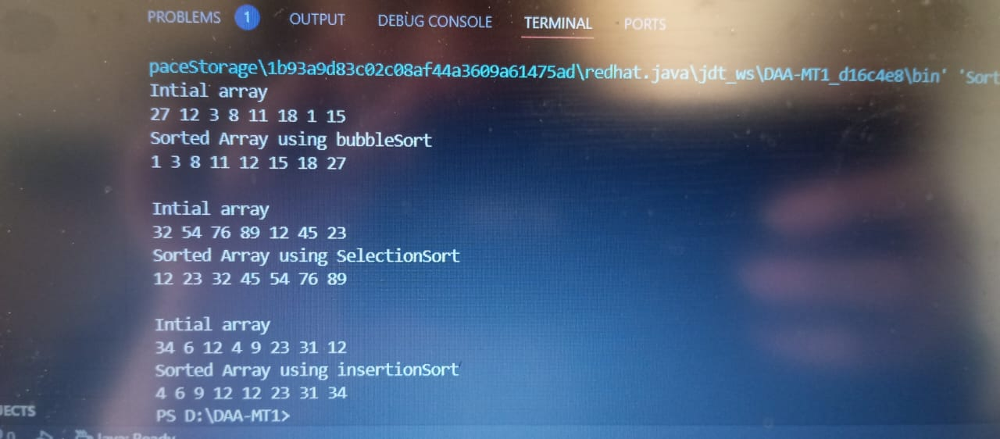 PROBLEMS 1 OUTPUT DEBUG CONSOLE TERMINAL PORTS
paceStorage\1b93a9d83c02c08af44a3609a61475ad\redhat.java\jdt_ws\DAA-MT1_d16c4e8\bin' 'Sort
Intial array
27 12 3 8 11 18 1 15
Sorted Array using bubbleSort
1 3 8 11 12 15 18 27
Intial array
32 54 76 89 12 45 23
Sorted Array using SelectionSort
12 23 32 45 54 76 89
Intial array
34 6 12 4 9 23 31 12
Sorted Array using insertionSort
4 6 9 12 12 23 31 34
PS D:\DAA-MT1>
JECTS
0 Java: Ready